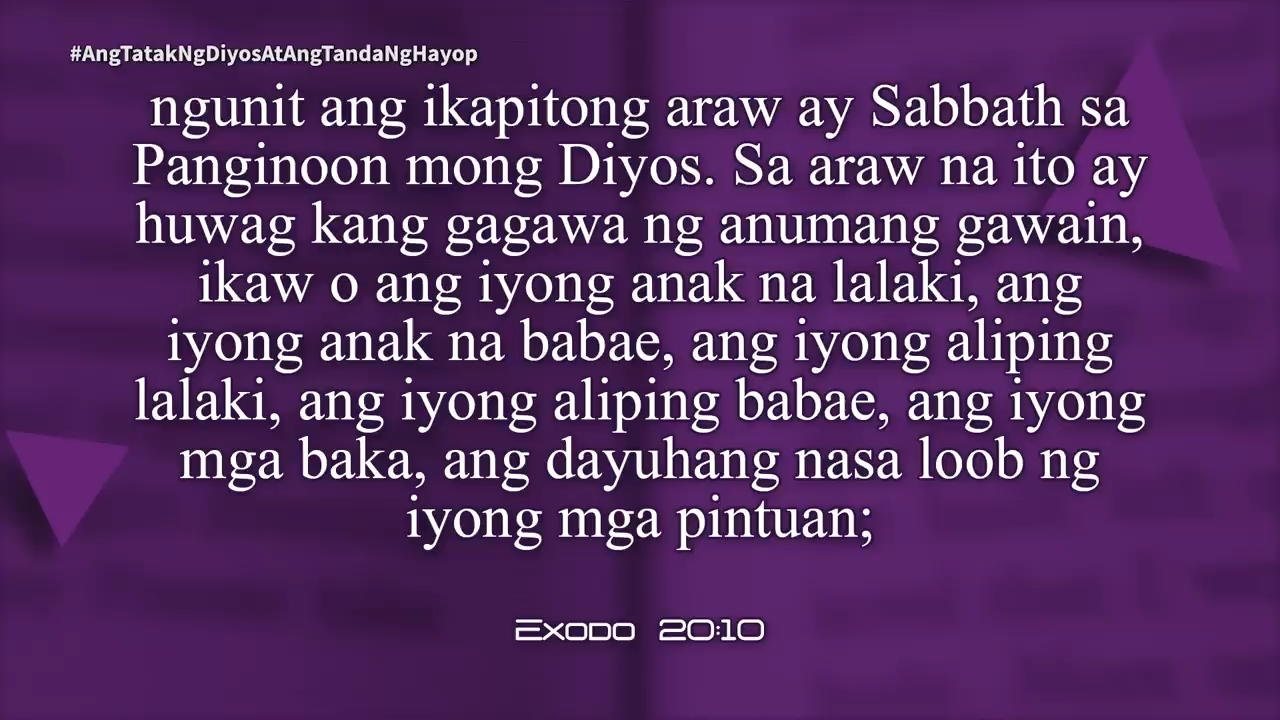 #AngTatakNgDiyosAtAngTandaNgHayop
ngunit ang ikapitong araw ay Sabbath sa
Panginoon mong Diyos. Sa araw na ito ay
huwag kang gagawa ng anumang gawain,
ikaw o ang iyong anak na lalaki, ang
iyong anak na babae, ang iyong aliping
lalaki, ang iyong aliping babae, ang iyong
mga baka, ang dayuhang nasa loob ng
iyong mga pintuan;
Exodo 20:10